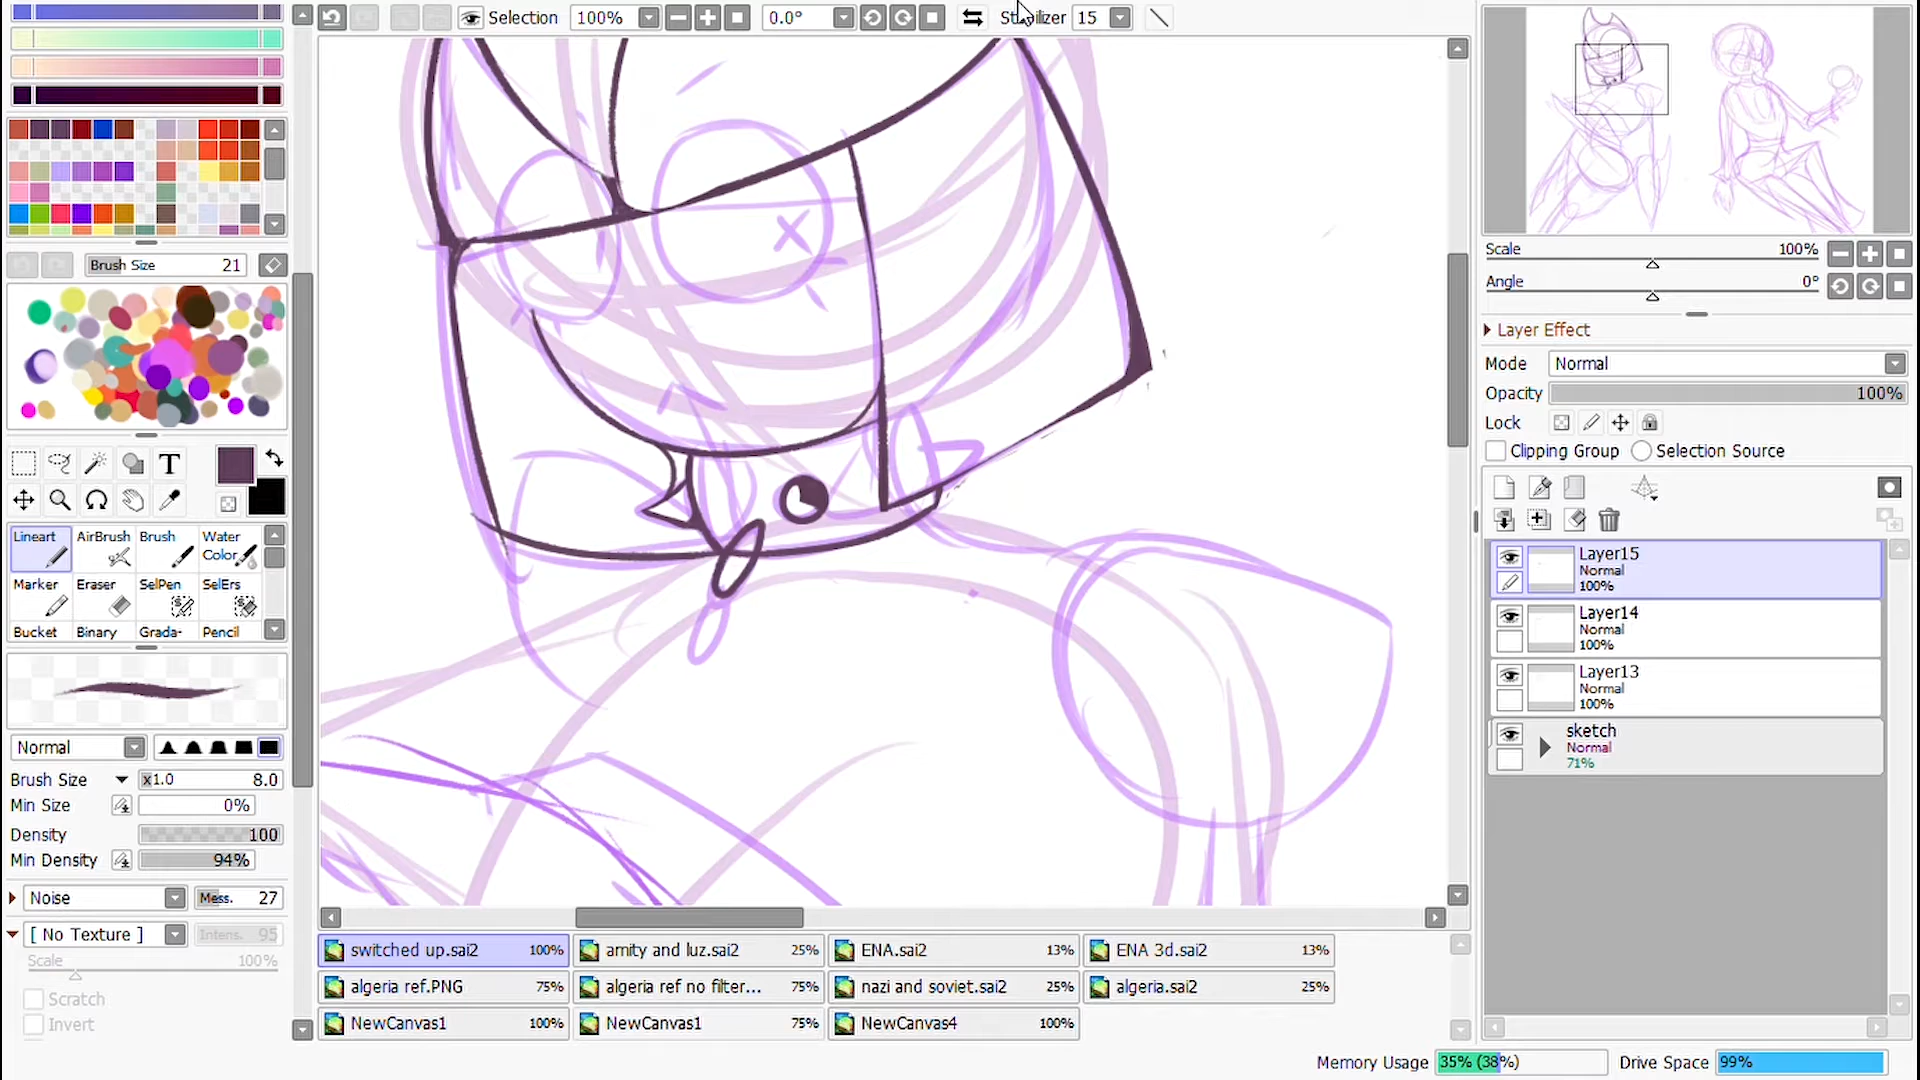 Selection 100% 0.0° Stabilizer 15
Brush Size 21
T
Lineart AirBrush Brush Water Color
Marker Eraser SelPen SelErs
Bucket Binary Grada- Pencil
Normal
Brush Size x1.0 8.0
Min Size 0%
Density 100
Min Density 94%
Noise Mess. 27
[ No Texture ] Intens. 95
Scale 100%
Scratch
Invert
switched up.sai2 100% amity and luz.sai2 25% ENA.sai2 13% ENA 3d.sai2 13%
algeria ref.PNG 75% algeria ref no filter... 75% nazi and soviet.sai2 25% algeria.sai2 25%
NewCanvas1 100% NewCanvas1 75% NewCanvas4 100%
Scale 100%
Angle 0°
Layer Effect
Mode Normal
Opacity 100%
Lock
Clipping Group Selection Source
Layer15
Normal
100%
Layer14
Normal
100%
Layer13
Normal
100%
sketch
Normal
71%
Memory Usage 35% (38%) Drive Space 99%